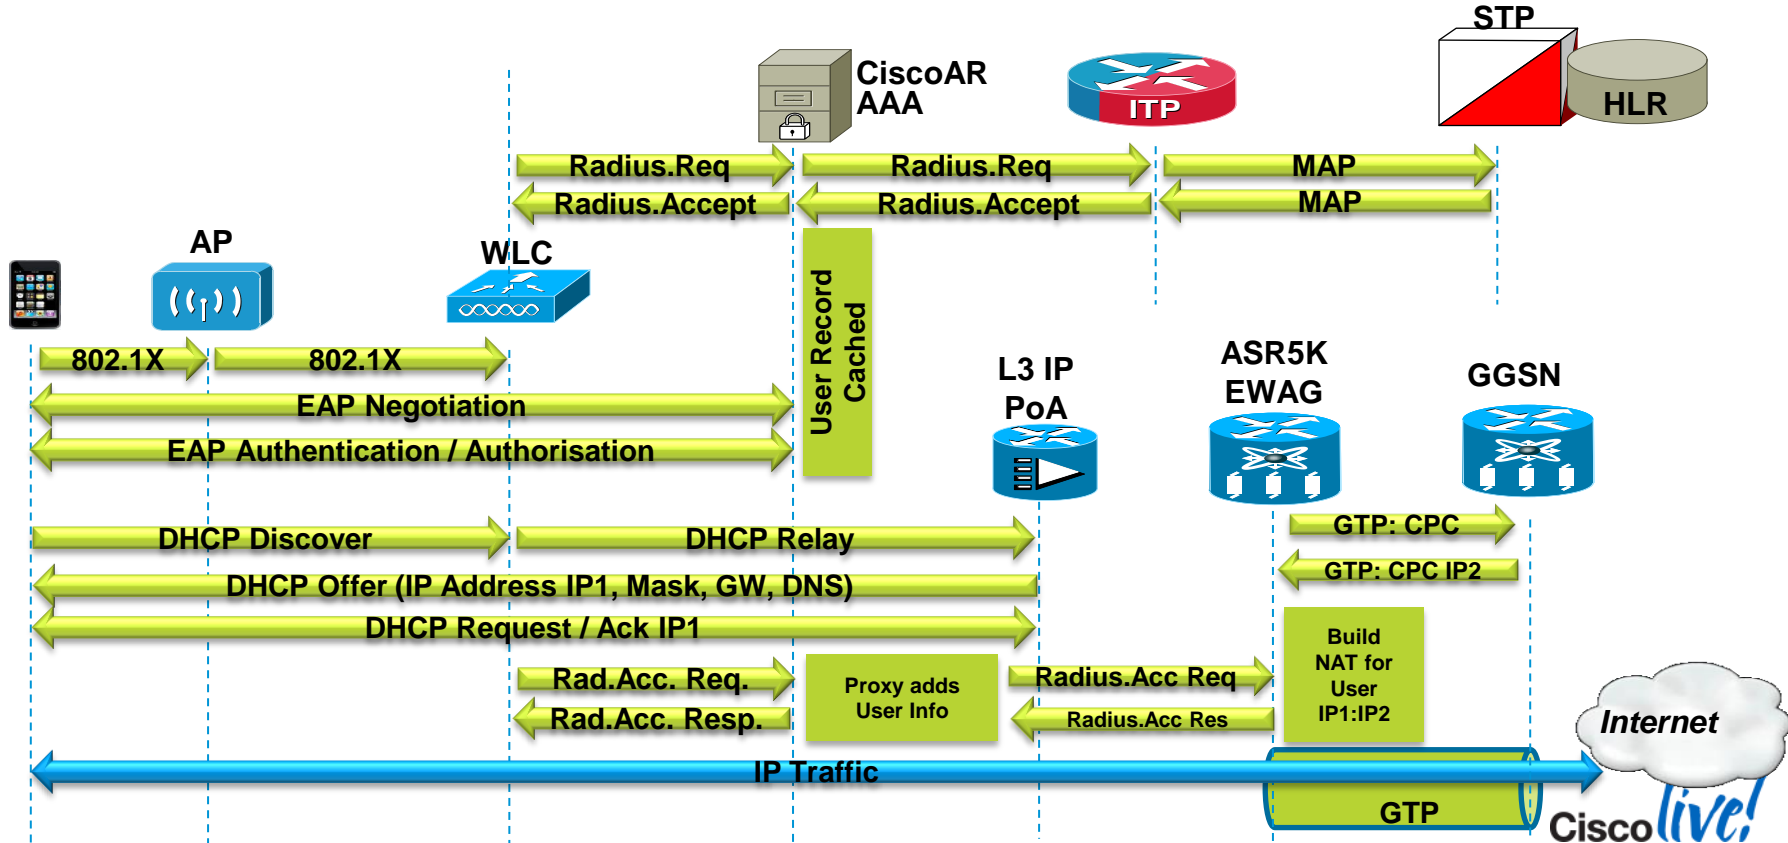 STP
CiscoAR
AAA
ITP
HLR
Radius.Req
Radius.Req
MAP
Radius.Accept
Radius.Accept
MAP
AP
WLC
User Record
Cached
802.1X
802.1X
EAP Negotiation
EAP Authentication / Authorisation
L3 IP
PoA
ASR5K
EWAG
GGSN
DHCP Discover
DHCP Relay
GTP: CPC
DHCP Offer (IP Address IP1, Mask, GW, DNS)
GTP: CPC IP2
DHCP Request / Ack IP1
Rad.Acc. Req.
Rad.Acc. Resp.
Proxy adds
User Info
Radius.Acc Req
Radius.Acc Res
Build
NAT for
User
IP1:IP2
Internet
IP Traffic
GTP
Cisco live!